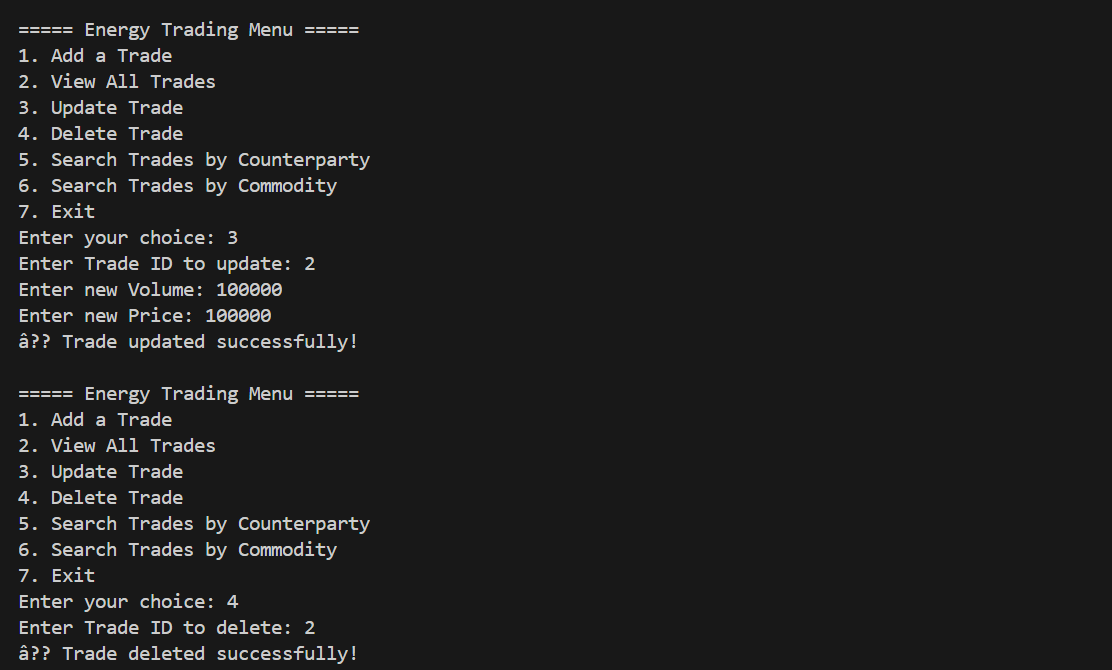 ===== Energy Trading Menu =====
1. Add a Trade
2. View All Trades
3. Update Trade
4. Delete Trade
5. Search Trades by Counterparty
6. Search Trades by Commodity
7. Exit
Enter your choice: 3
Enter Trade ID to update: 2
Enter new Volume: 100000
Enter new Price: 100000
â?? Trade updated successfully!
===== Energy Trading Menu =====
1. Add a Trade
2. View All Trades
3. Update Trade
4. Delete Trade
5. Search Trades by Counterparty
6. Search Trades by Commodity
7. Exit
Enter your choice: 4
Enter Trade ID to delete: 2
â?? Trade deleted successfully!